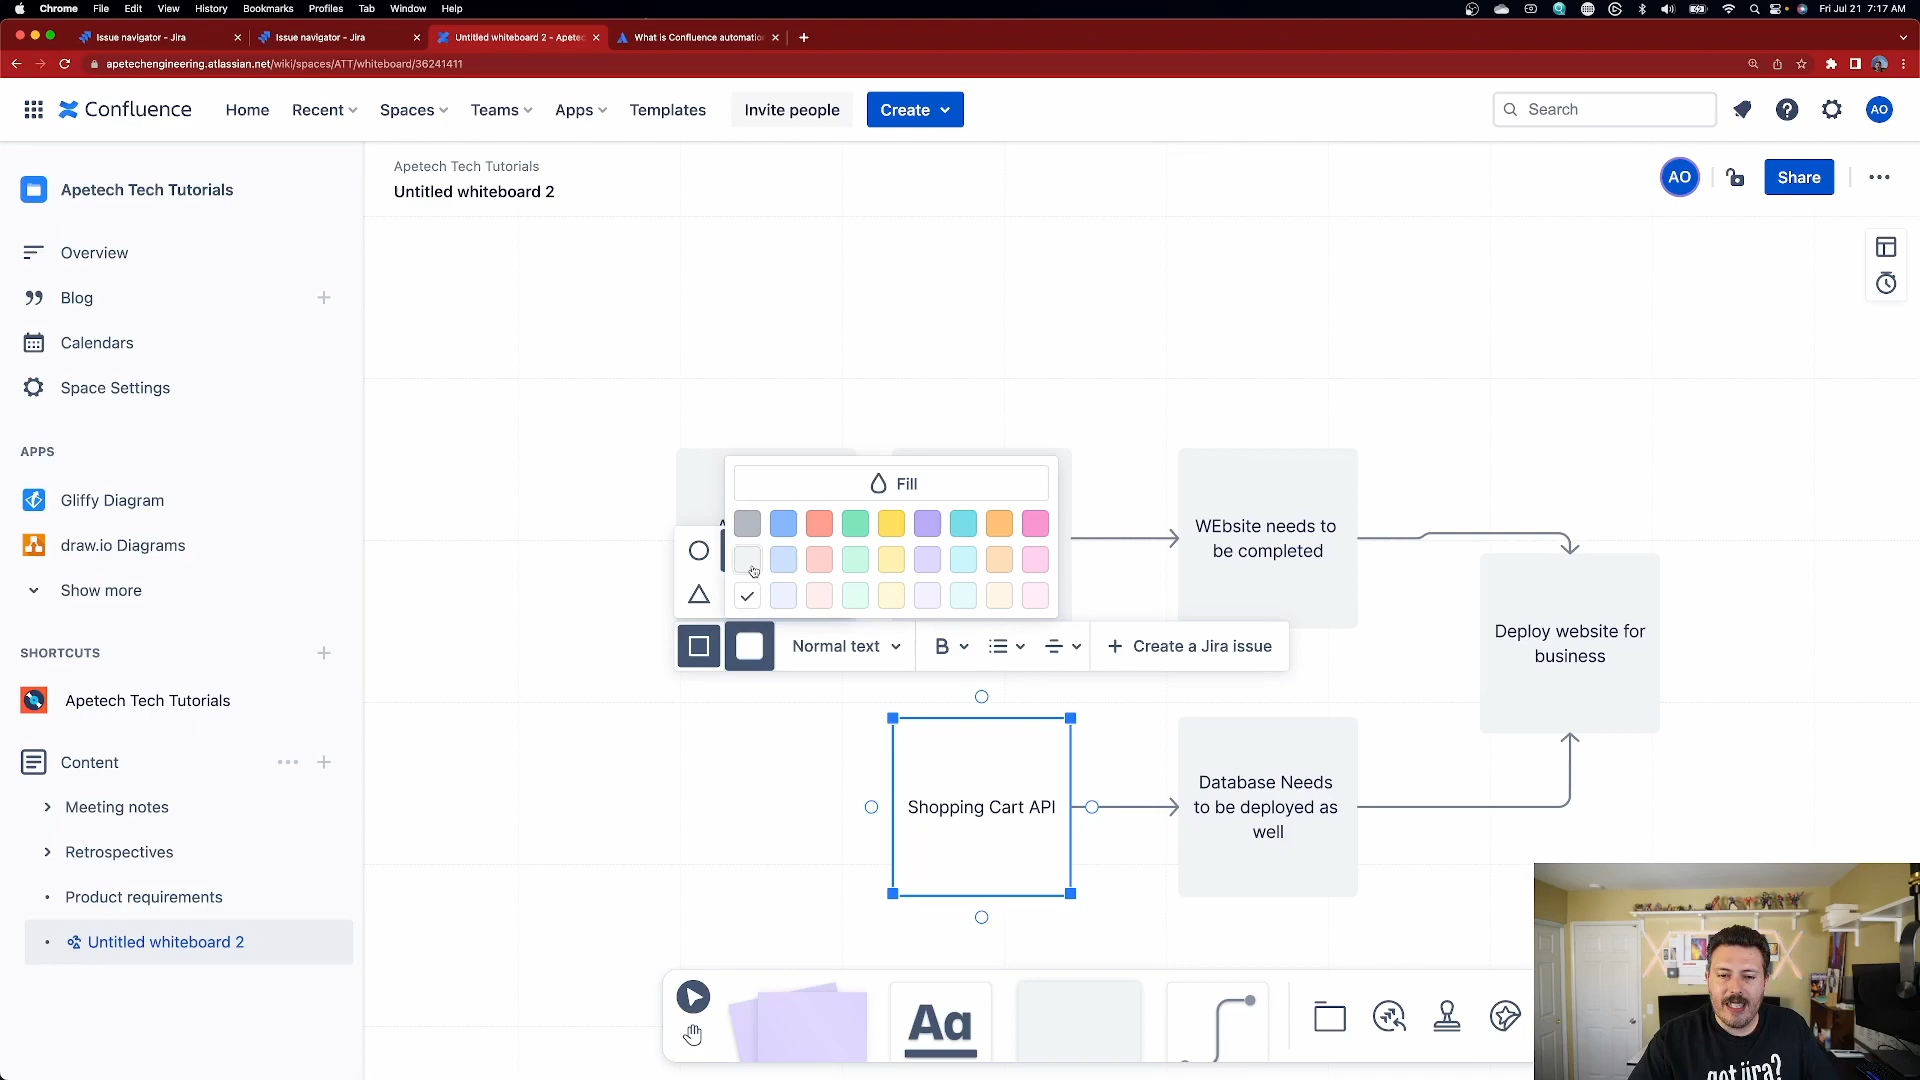 Chrome File Edit View History Bookmarks Profiles Tab Window Help
Fri Jul 21 7:17 AM
Issue navigator - Jira
Issue navigator - Jira
Untitled whiteboard 2 - Apetec
What is Confluence automatio
apetechengineering.atlassian.net/wiki/spaces/ATT/whiteboard/36241411
Confluence
Home
Recent
Spaces
Teams
Apps
Templates
Invite people
Create
Search
AO
Apetech Tech Tutorials
Overview
Blog
Calendars
Space Settings
APPS
Gliffy Diagram
draw.io Diagrams
Show more
SHORTCUTS
Apetech Tech Tutorials
Content
Meeting notes
Retrospectives
Product requirements
Untitled whiteboard 2
Apetech Tech Tutorials
Untitled whiteboard 2
AO
Share
Fill
Normal text
B
Create a Jira issue
WEbsite needs to
be completed
Deploy website for
business
Shopping Cart API
Database Needs
to be deployed as
well
Aa
got jira?